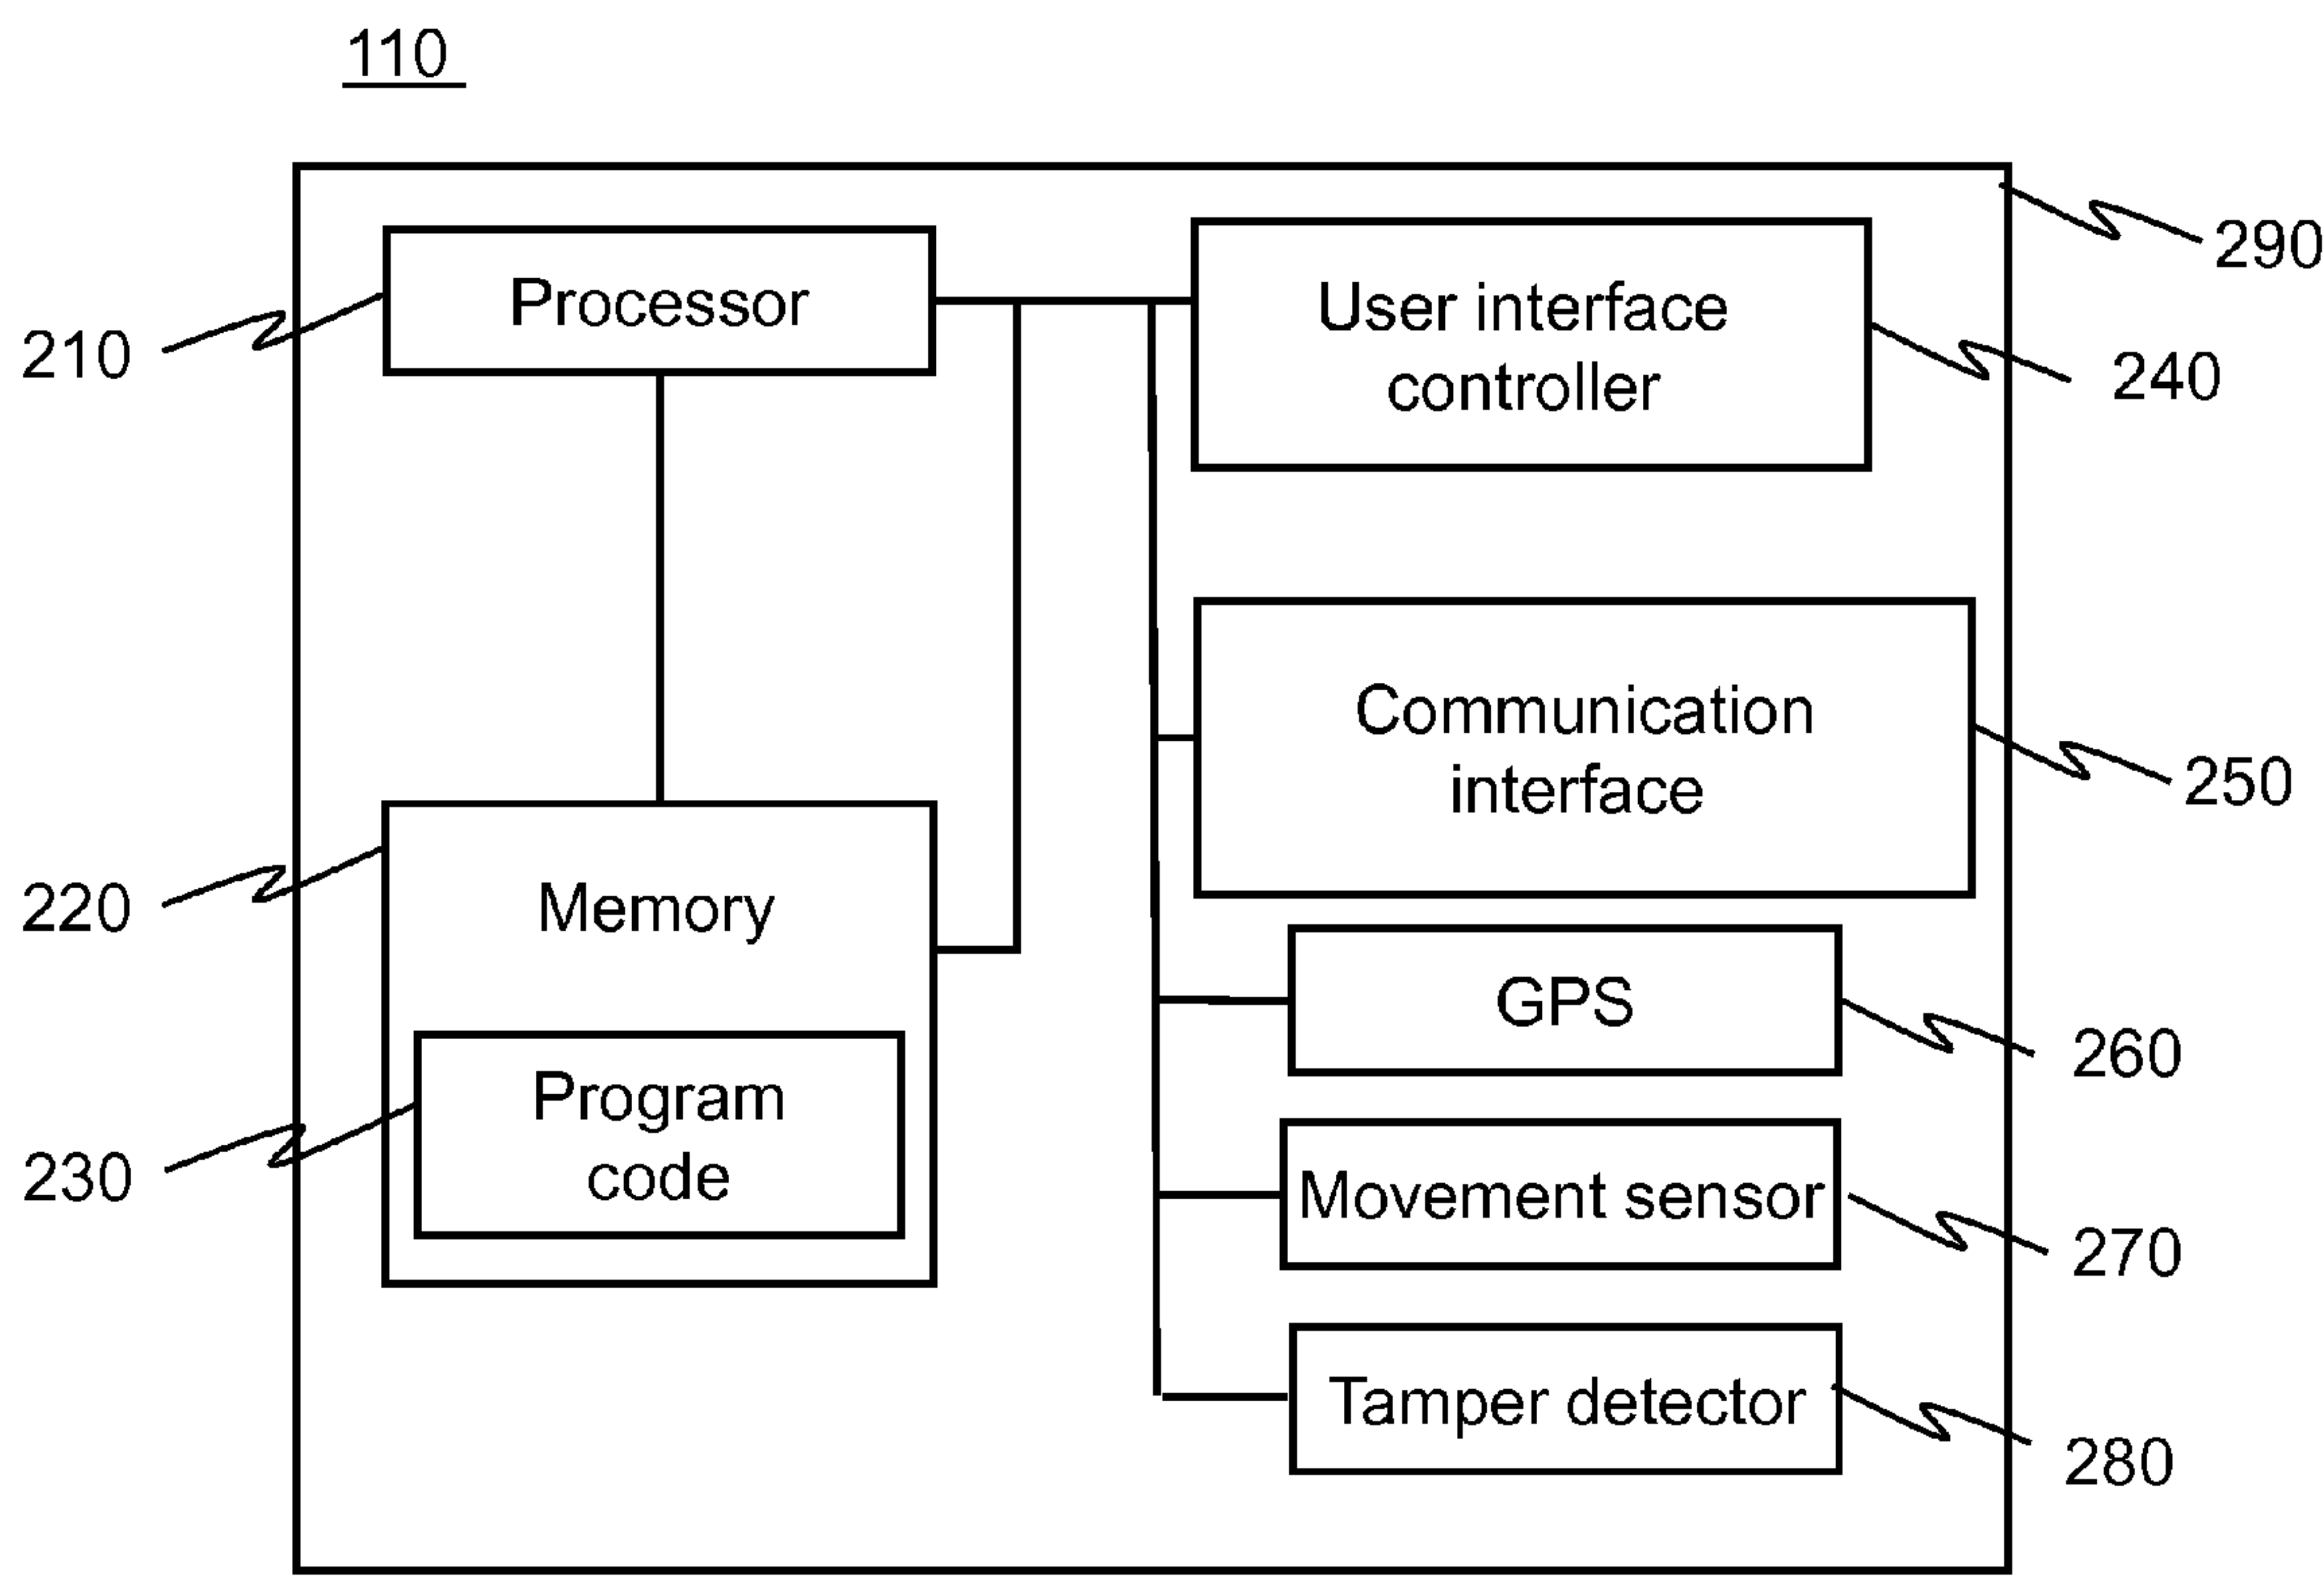 110
290
Processor
User interface
controller
210
240
Communication
interface
250
220
Memory
GPS
260
Program
code
230
Movement sensor
270
Tamper detector
280